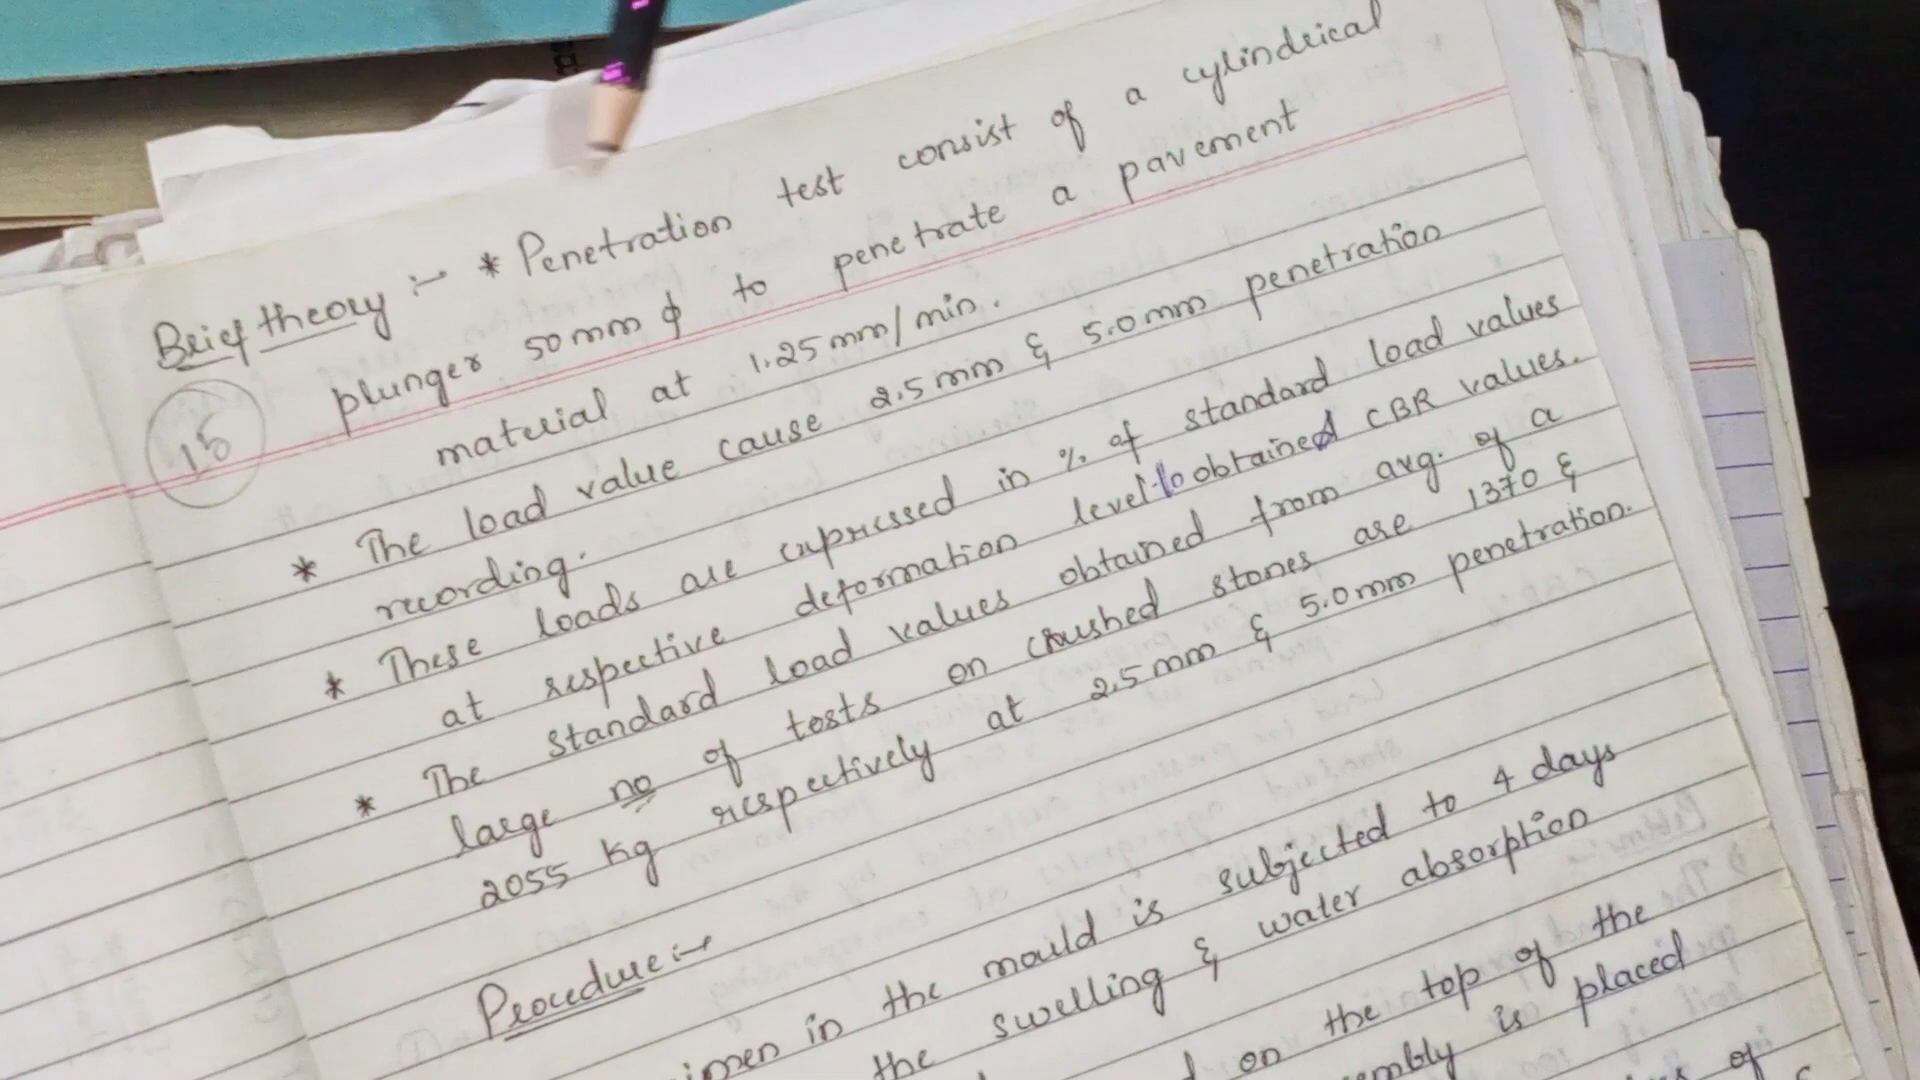 Brief theory :- * Penetration test consist of a cylindrical
plunger 50 mm ϕ to penetrate a pavement
material at 1.25 mm/min.
* The load value cause 2.5 mm & 5.0 mm penetration
recording.
* These loads are expressed in % of standard load values
at respective deformation level to obtained CBR values.
* The standard load values obtained from avg. of a
large no of tests on crushed stones are 1370 &
2055 kg respectively at 2.5 mm & 5.0 mm penetration.
15
Procedure :-
in the mould is subjected to 4 days
the swelling & water absorption
on the top of the
is placed
of